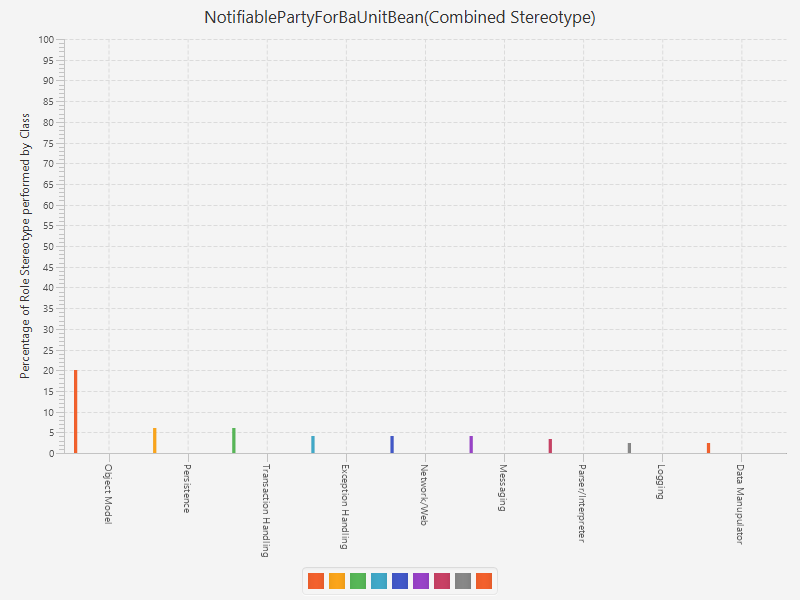 NotifiablePartyForBaUnitBean(Combined Stereotype)
Percentage of Role Stereotype performed by Class
100
95
90
85
80
75
70
65
60
55
50
45
40
35
30
25
20
15
10
5
0
Object Model
Persistence
Transaction Handling
Exception Handling
Network/Web
Messaging
Parser/Interpreter
Logging
Data Manupulator